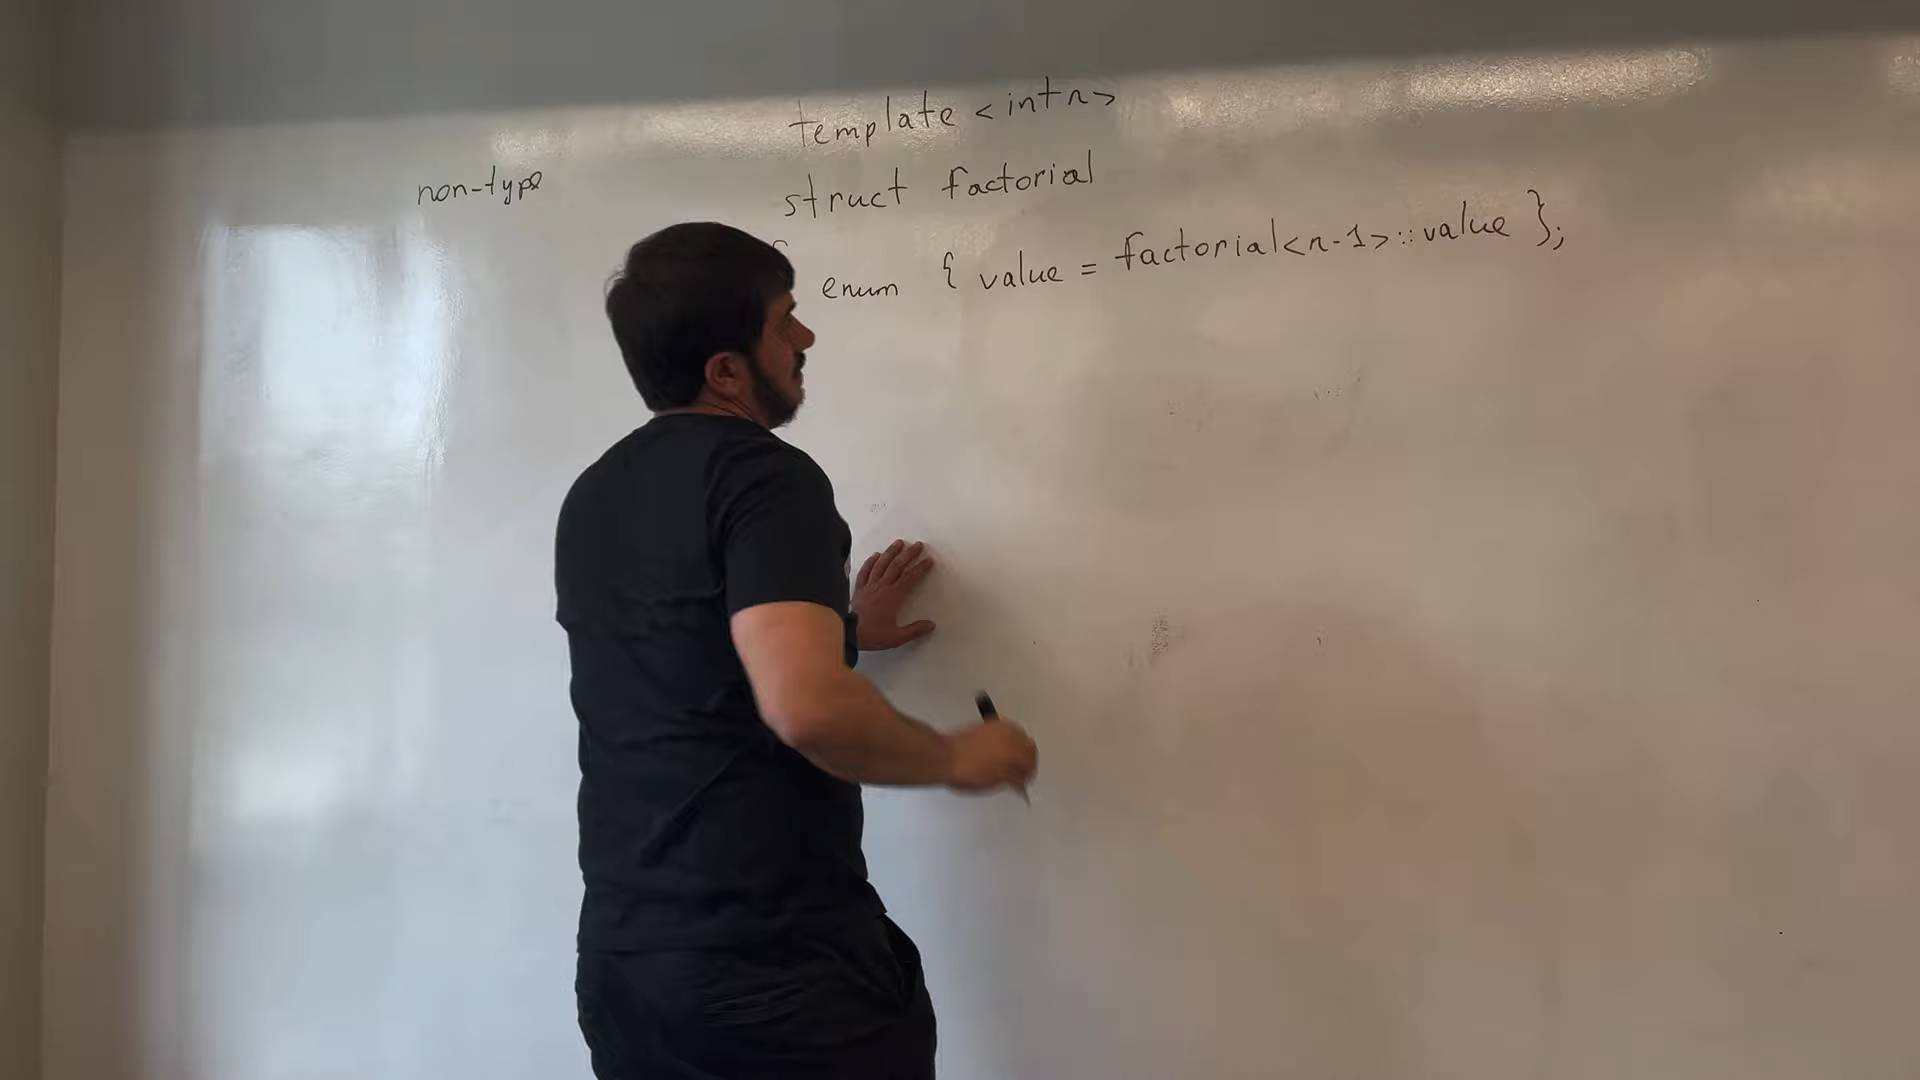 template <int n>
non-type
struct factorial
{
enum { value = factorial<n-1>::value };